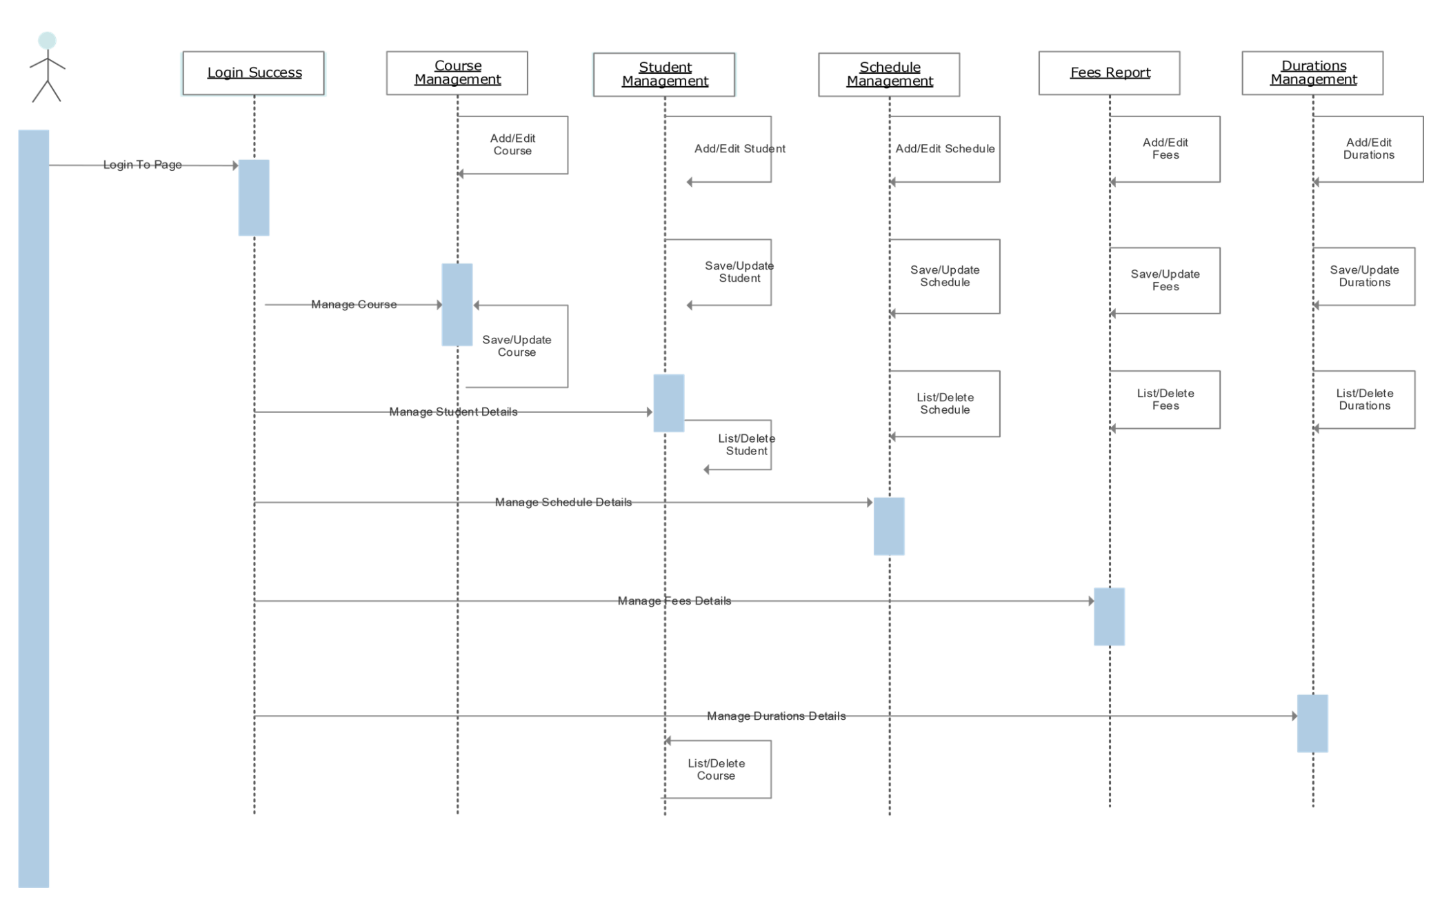 Login Success
Course
Management
Student
Management
Schedule
Management
Fees Report
Durations
Management
Add/Edit
Course
Add/Edit Student
Add/Edit Schedule
Add/Edit
Fees
Add/Edit
Durations
Login To Page
Save/Update
Student
Save/Update
Schedule
Save/Update
Fees
Save/Update
Durations
Manage Course
Save/Update
Course
List/Delete
Schedule
List/Delete
Fees
List/Delete
Durations
Manage Student Details
List/Delete
Student
Manage Schedule Details
Manage Fees Details
Manage Durations Details
List/Delete
Course